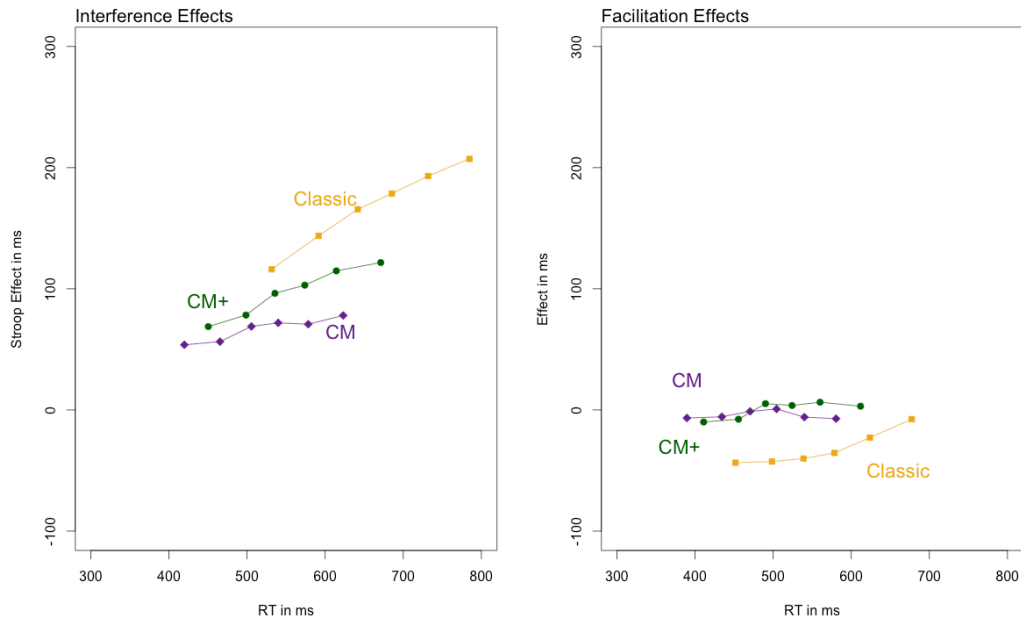 Interference Effects
Stroop Effect in ms
300
200
100
0
-100
Classic
CM+
CM
300 400 500 600 700 800
RT in ms
Facilitation Effects
Effect in ms
300
200
100
0
-100
CM
CM+
Classic
300 400 500 600 700 800
RT in ms